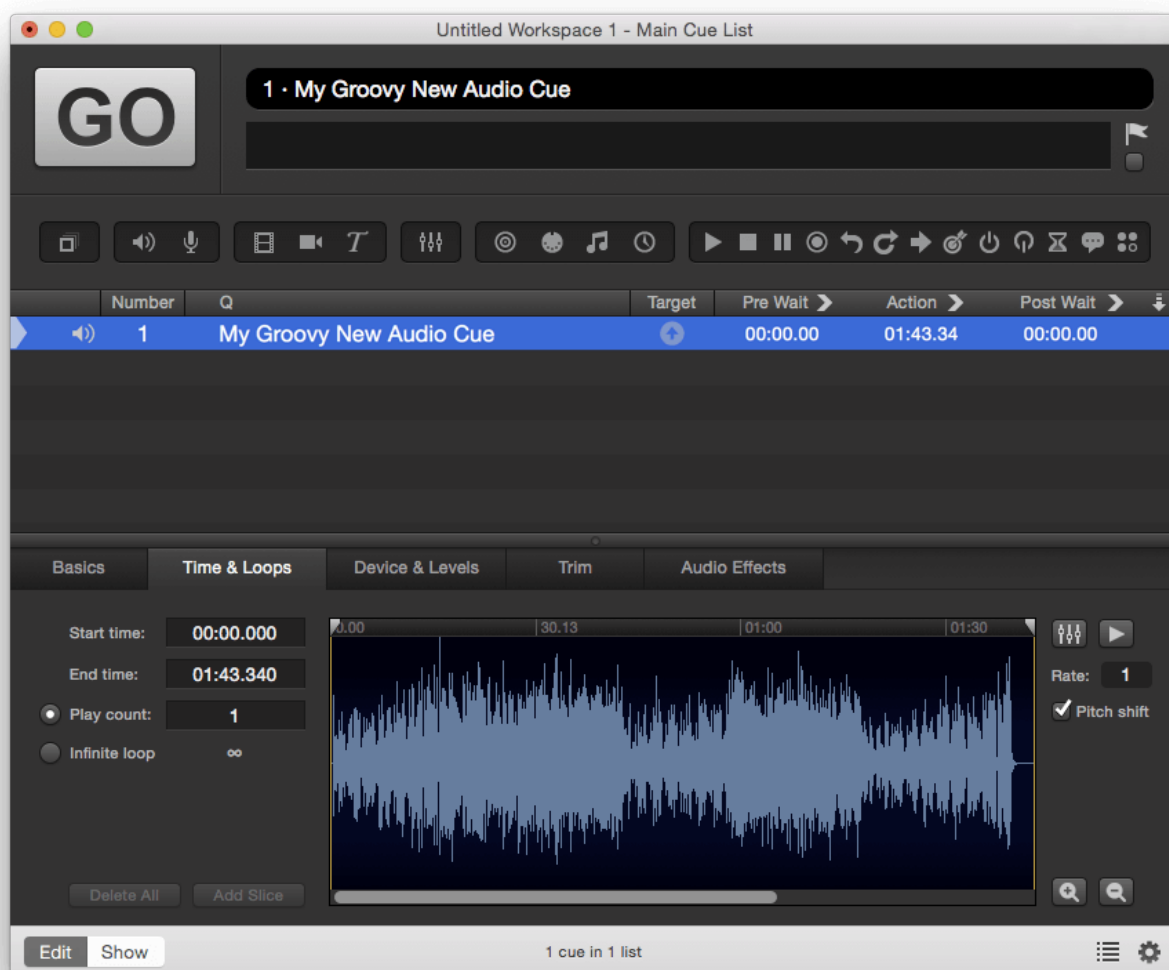 Untitled Workspace 1 - Main Cue List
GO
1 · My Groovy New Audio Cue
T
Number Q Target Pre Wait Action Post Wait
1 My Groovy New Audio Cue 00:00.00 01:43.34 00:00.00
Basics Time & Loops Device & Levels Trim Audio Effects
0.00 30.13 01:00 01:30
Start time: 00:00.000
End time: 01:43.340
Rate: 1
Play count: 1
Pitch shift
Infinite loop ∞
Delete All Add Slice
Edit Show 1 cue in 1 list